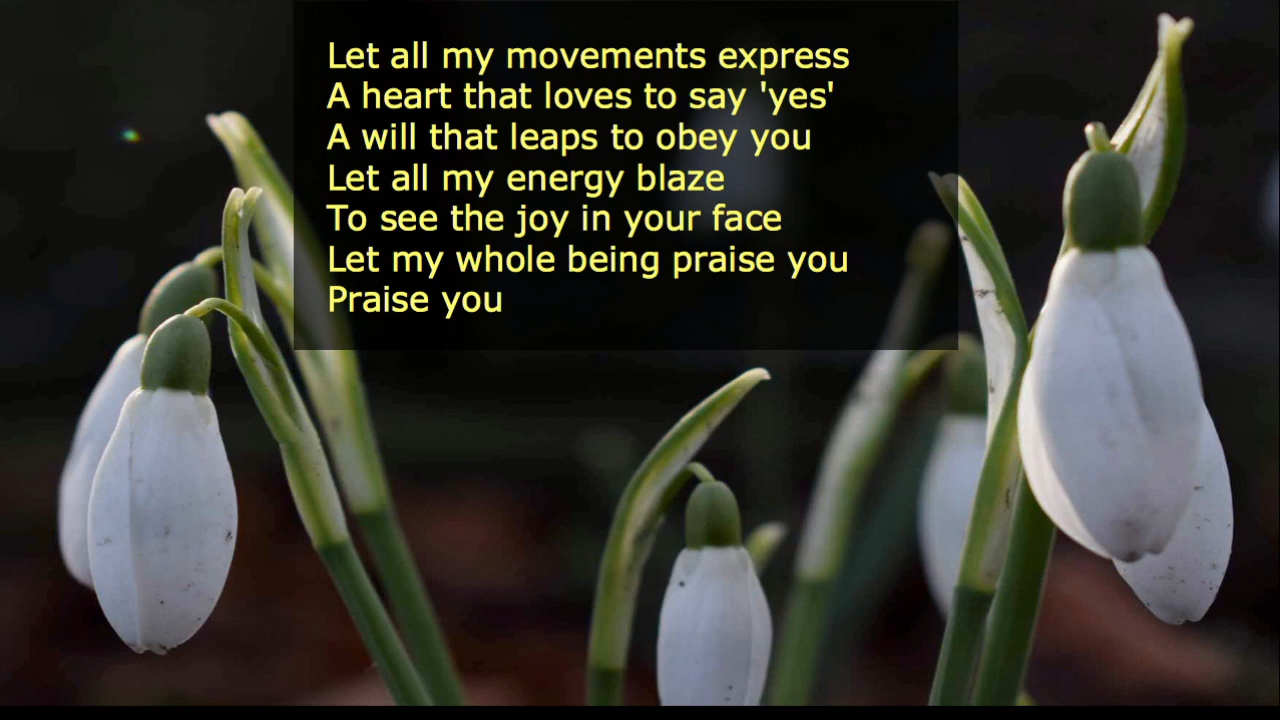 Let all my movements express
A heart that loves to say 'yes'
A will that leaps to obey you
Let all my energy blaze
To see the joy in your face
Let my whole being praise you
Praise you